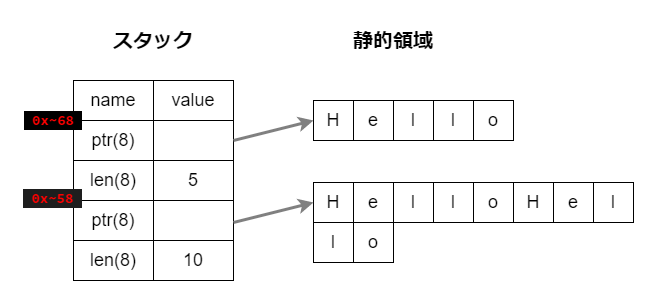 スタック
静的領域
name value
0x~68
ptr(8)
H e l l o
len(8) 5
0x~58
ptr(8)
H e l l o H e l
l o
len(8) 10